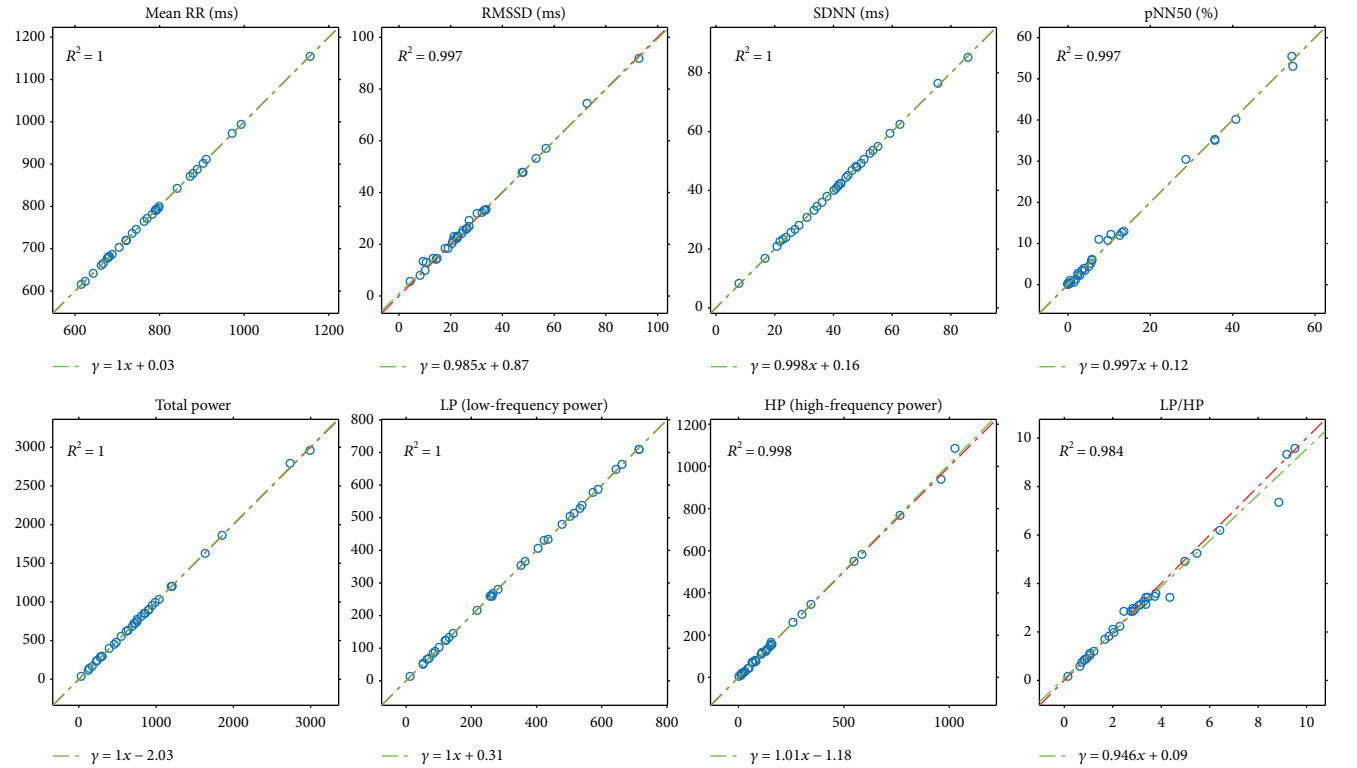 Mean RR (ms)
R² = 1
1200
1100
1000
900
800
700
600
600 800 1000 1200
γ = 1x + 0.03
RMSSD (ms)
R² = 0.997
100
80
60
40
20
0
0 20 40 60 80 100
γ = 0.985x + 0.87
SDNN (ms)
R² = 1
80
60
40
20
0
0 20 40 60 80
γ = 0.998x + 0.16
pNN50 (%)
R² = 0.997
60
50
40
30
20
10
0
0 20 40 60
γ = 0.997x + 0.12
Total power
R² = 1
3000
2500
2000
1500
1000
500
0
0 1000 2000 3000
γ = 1x − 2.03
LP (low-frequency power)
R² = 1
800
700
600
500
400
300
200
100
0
0 200 400 600 800
γ = 1x + 0.31
HP (high-frequency power)
R² = 0.998
1200
1000
800
600
400
200
0
0 500 1000
γ = 1.01x − 1.18
LP/HP
R² = 0.984
10
8
6
4
2
0
0 2 4 6 8 10
γ = 0.946x + 0.09